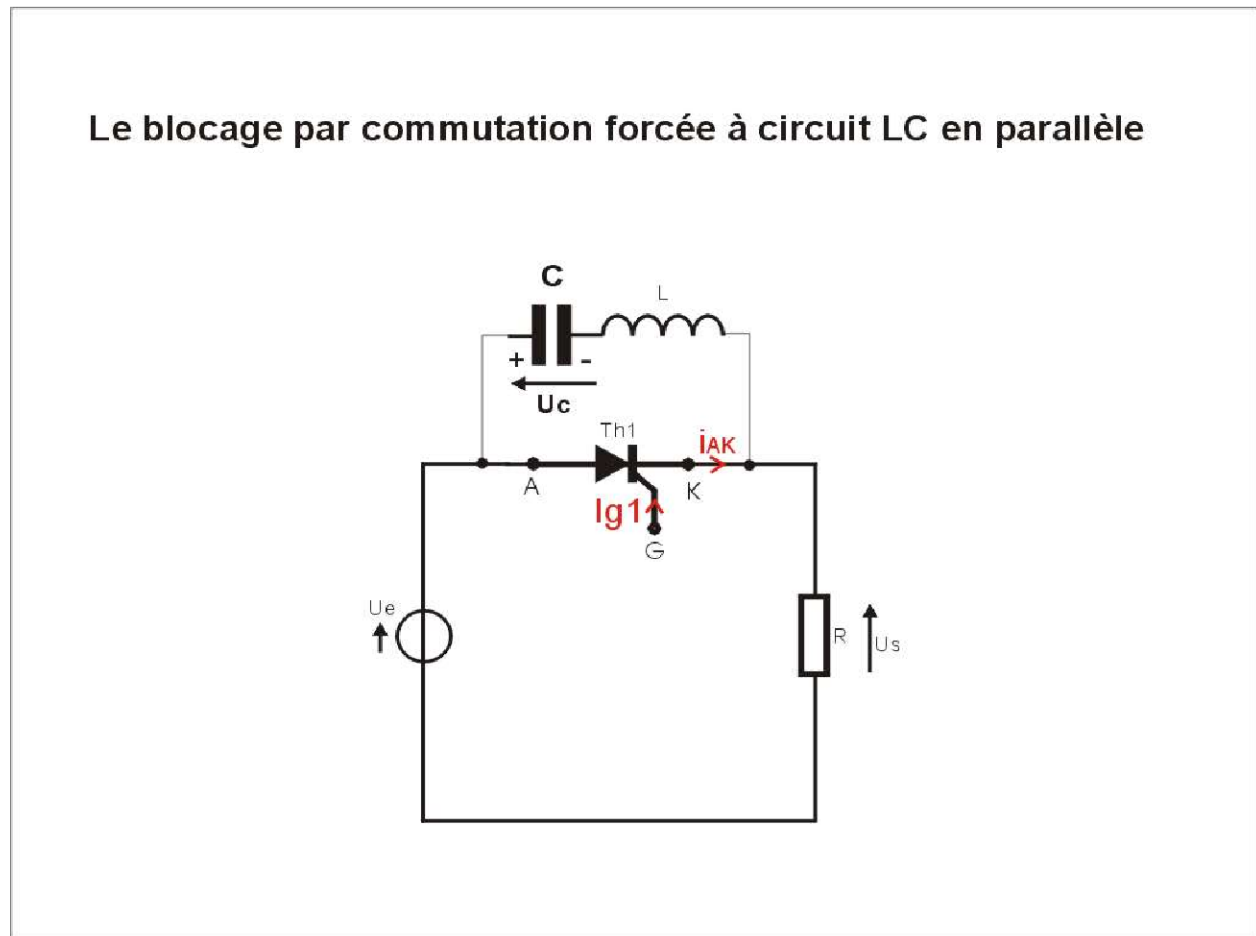 Le blocage par commutation forcée à circuit LC en parallèle
C
L
+ -
Uc
Th1
iAK
A
K
Ig1
G
Ue
R
Us